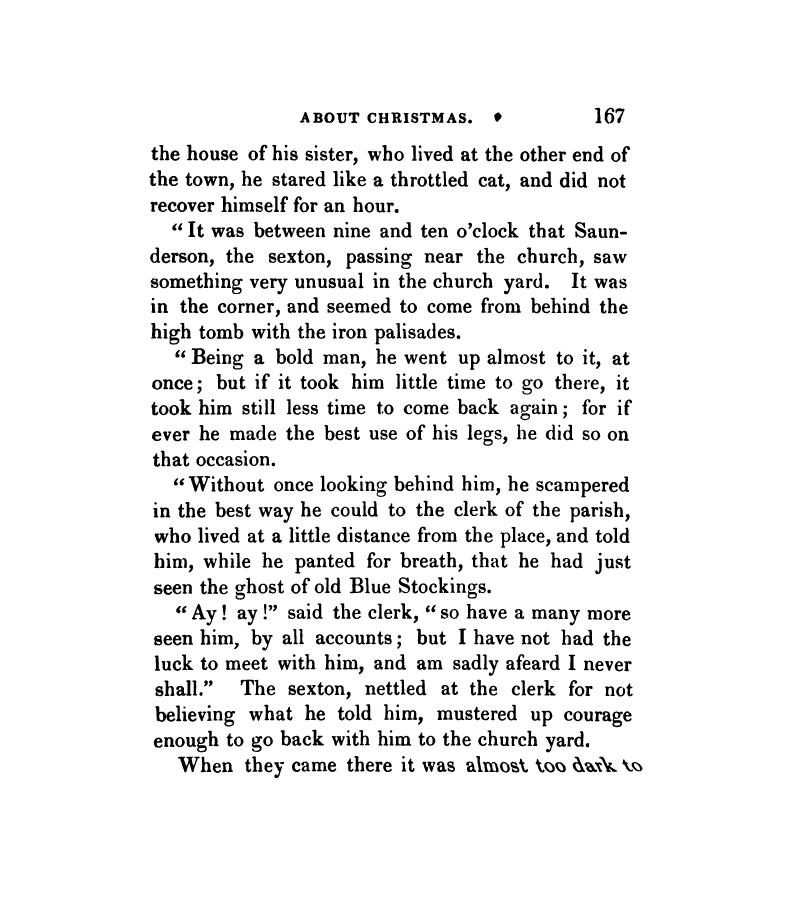 ABOUT CHRISTMAS. 167
the house of his sister, who lived at the other end of
the town, he stared like a throttled cat, and did not
recover himself for an hour.
“It was between nine and ten o’clock that Saun-
derson, the sexton, passing near the church, saw
something very unusual in the church yard. It was
in the corner, and seemed to come from behind the
high tomb with the iron palisades.
“Being a bold man, he went up almost to it, at
once; but if it took him little time to go there, it
took him still less time to come back again; for if
ever he made the best use of his legs, he did so on
that occasion.
“Without once looking behind him, he scampered
in the best way he could to the clerk of the parish,
who lived at a little distance from the place, and told
him, while he panted for breath, that he had just
seen the ghost of old Blue Stockings.
“Ay! ay!” said the clerk, “so have a many more
seen him, by all accounts; but I have not had the
luck to meet with him, and am sadly afeard I never
shall.” The sexton, nettled at the clerk for not
believing what he told him, mustered up courage
enough to go back with him to the church yard.
When they came there it was almost too dark to